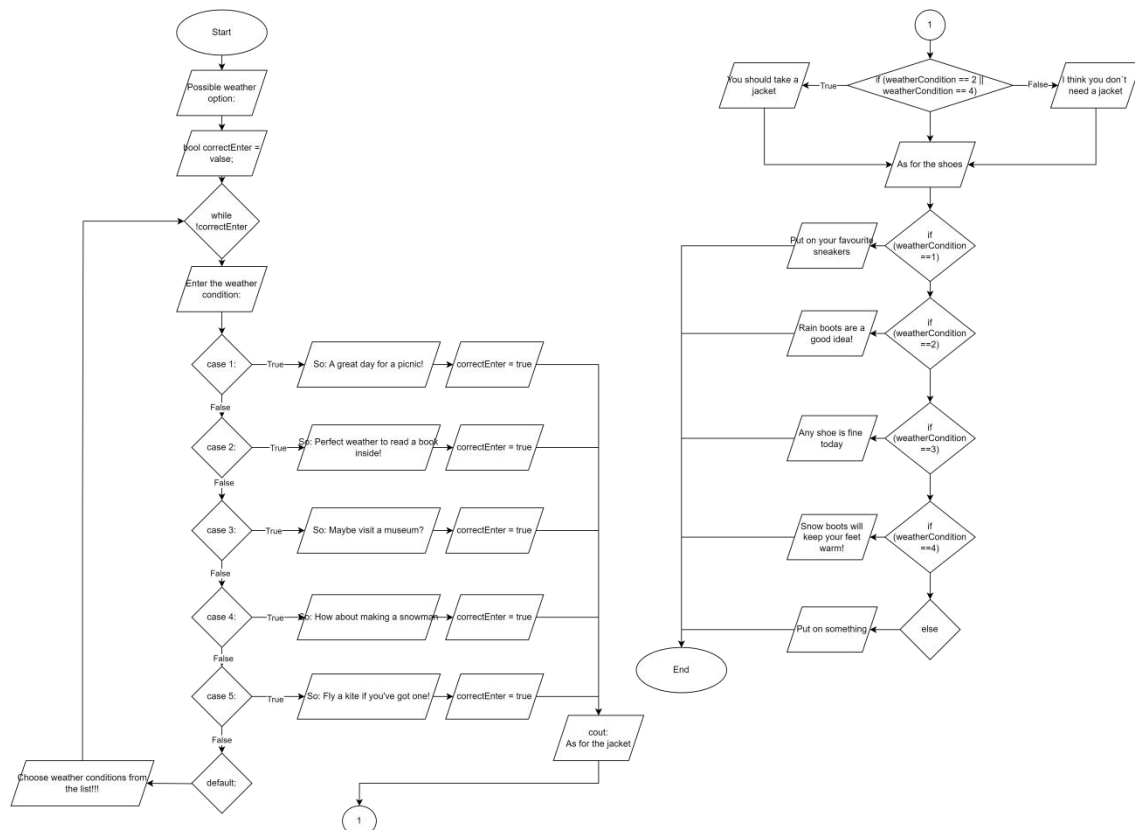 Start
Possible weather
option:
bool correctEnter =
valse;
while
!correctEnter
Enter the weather
condition:
case 1:
True
So: A great day for a picnic!
correctEnter = true
False
case 2:
True
So: Perfect weather to read a book
inside!
correctEnter = true
False
case 3:
True
So: Maybe visit a museum?
correctEnter = true
False
case 4:
True
So: How about making a snowman
correctEnter = true
False
case 5:
True
So: Fly a kite if you've got one!
correctEnter = true
False
default:
Choose weather conditions from
the list!!!
cout:
As for the jacket
1
1
if (weatherCondition == 2 ||
weatherCondition == 4)
True
You should take a
jacket
False
I think you don`t
need a jacket
As for the shoes
if
(weatherCondition
==1)
Put on your favourite
sneakers
if
(weatherCondition
==2)
Rain boots are a
good idea!
if
(weatherCondition
==3)
Any shoe is fine
today
if
(weatherCondition
==4)
Snow boots will
keep your feet
warm!
else
Put on something
End